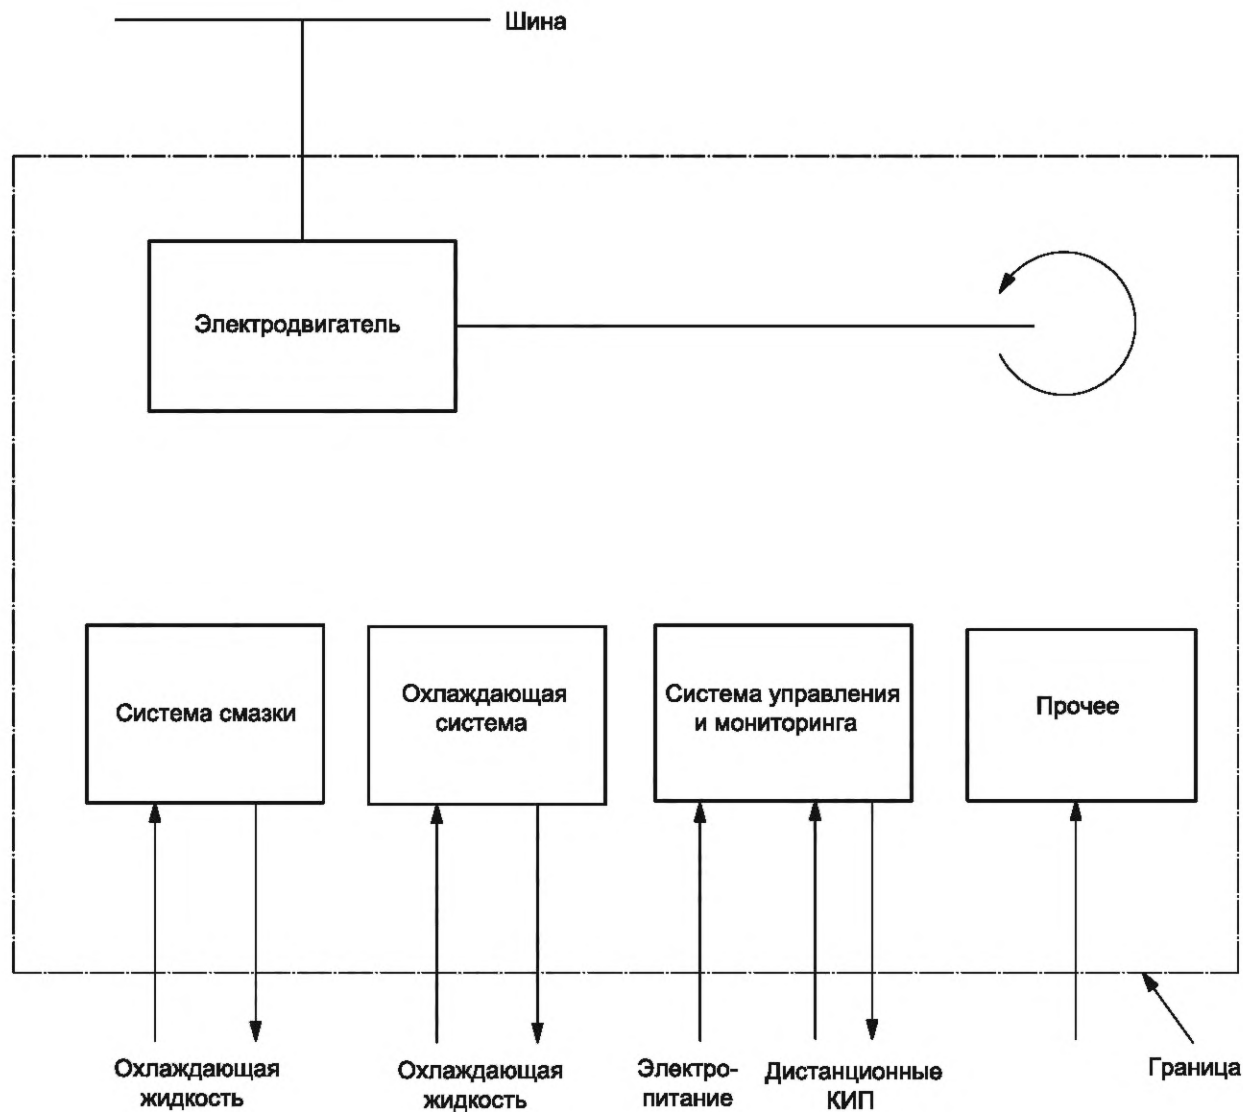 Шина
Электродвигатель
Система смазки
Охлаждающая
система
Система управления
и мониторинга
Прочее
Охлаждающая
жидкость
Охлаждающая
жидкость
Электро-
питание
Дистанционные
КИП
Граница